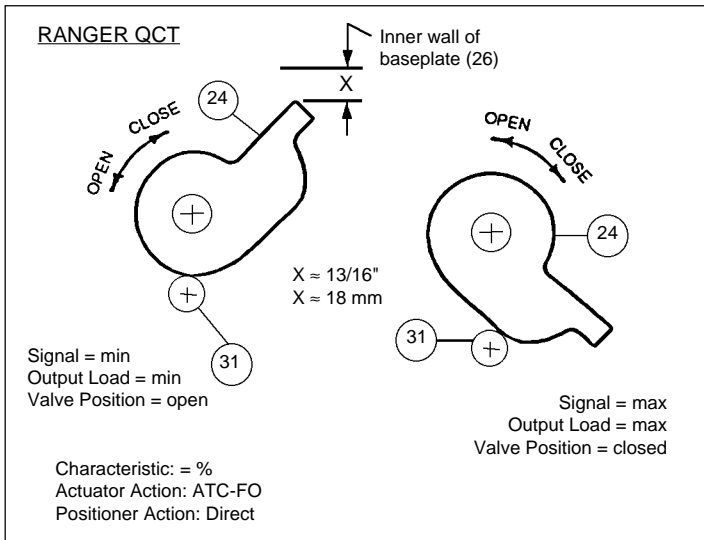 RANGER QCT
Inner wall of
baseplate (26)
X
24
CLOSE
OPEN
OPEN
CLOSE
24
X ≈ 13/16"
X ≈ 18 mm
31
31
Signal = min
Output Load = min
Valve Position = open
Signal = max
Output Load = max
Valve Position = closed
Characteristic: = %
Actuator Action: ATC-FO
Positioner Action: Direct